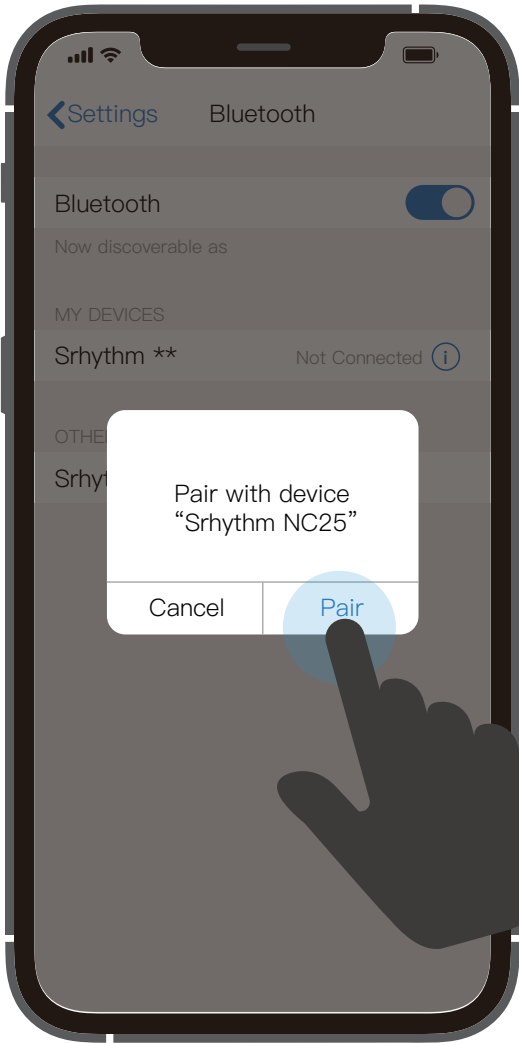 Settings Bluetooth
Bluetooth
Now discoverable as
MY DEVICES
Srhythm **
Not Connected
Pair with device
“Srhythm NC25”
Cancel Pair